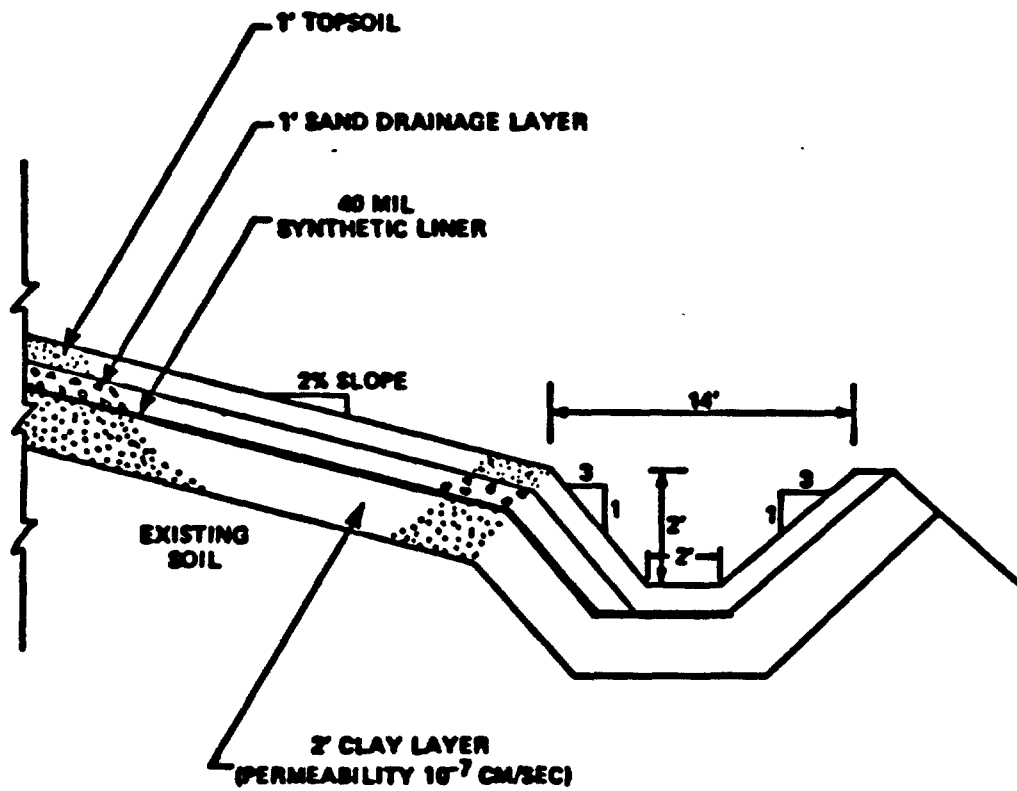 1' TOPSOIL
1' SAND DRAINAGE LAYER
40 MIL
SYNTHETIC LINER
2% SLOPE
14'
3
1
3
1
2'
2'
EXISTING
SOIL
2' CLAY LAYER
(PERMEABILITY 10⁻⁷ CM/SEC)